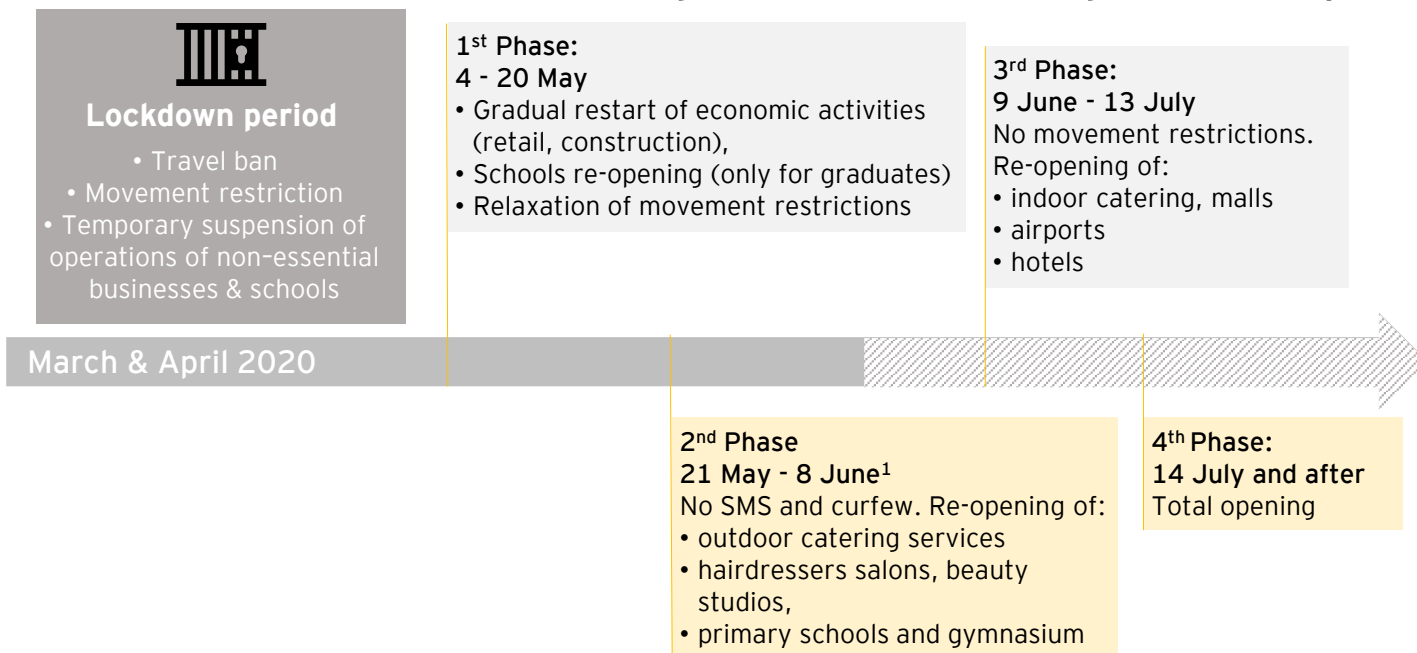 Lockdown period
• Travel ban
• Movement restriction
• Temporary suspension of
operations of non-essential
businesses & schools
1st Phase:
4 - 20 May
• Gradual restart of economic activities
(retail, construction),
• Schools re-opening (only for graduates)
• Relaxation of movement restrictions
3rd Phase:
9 June - 13 July
No movement restrictions.
Re-opening of:
• indoor catering, malls
• airports
• hotels
March & April 2020
2nd Phase
21 May - 8 June1
No SMS and curfew. Re-opening of:
• outdoor catering services
• hairdressers salons, beauty
studios,
• primary schools and gymnasium
4th Phase:
14 July and after
Total opening